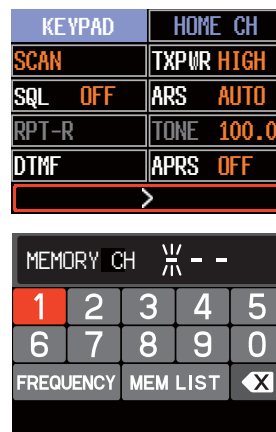 KEYPAD HOME CH
SCAN TXPWR HIGH
SQL OFF ARS AUTO
RPT-R TONE 100.0
DTMF APRS OFF
>
MEMORY CH - - -
1 2 3 4 5
6 7 8 9 0
FREQUENCY MEM LIST X